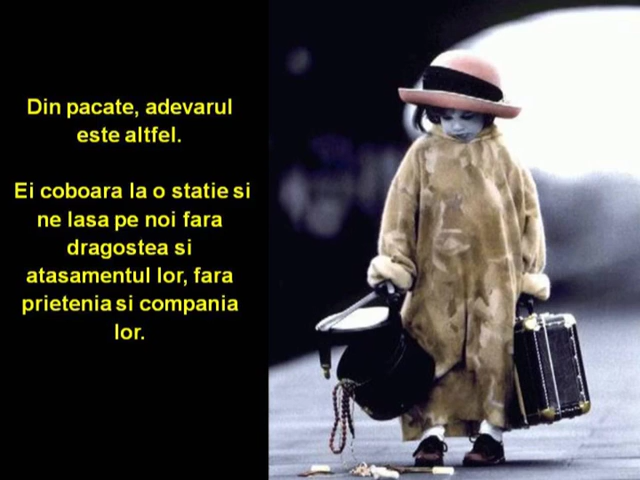 Din pacate, adevarul
este altfel.
Ei coboara la o statie si
ne lasa pe noi fara
dragostea si
atasamentul lor, fara
prietenia si compania
lor.